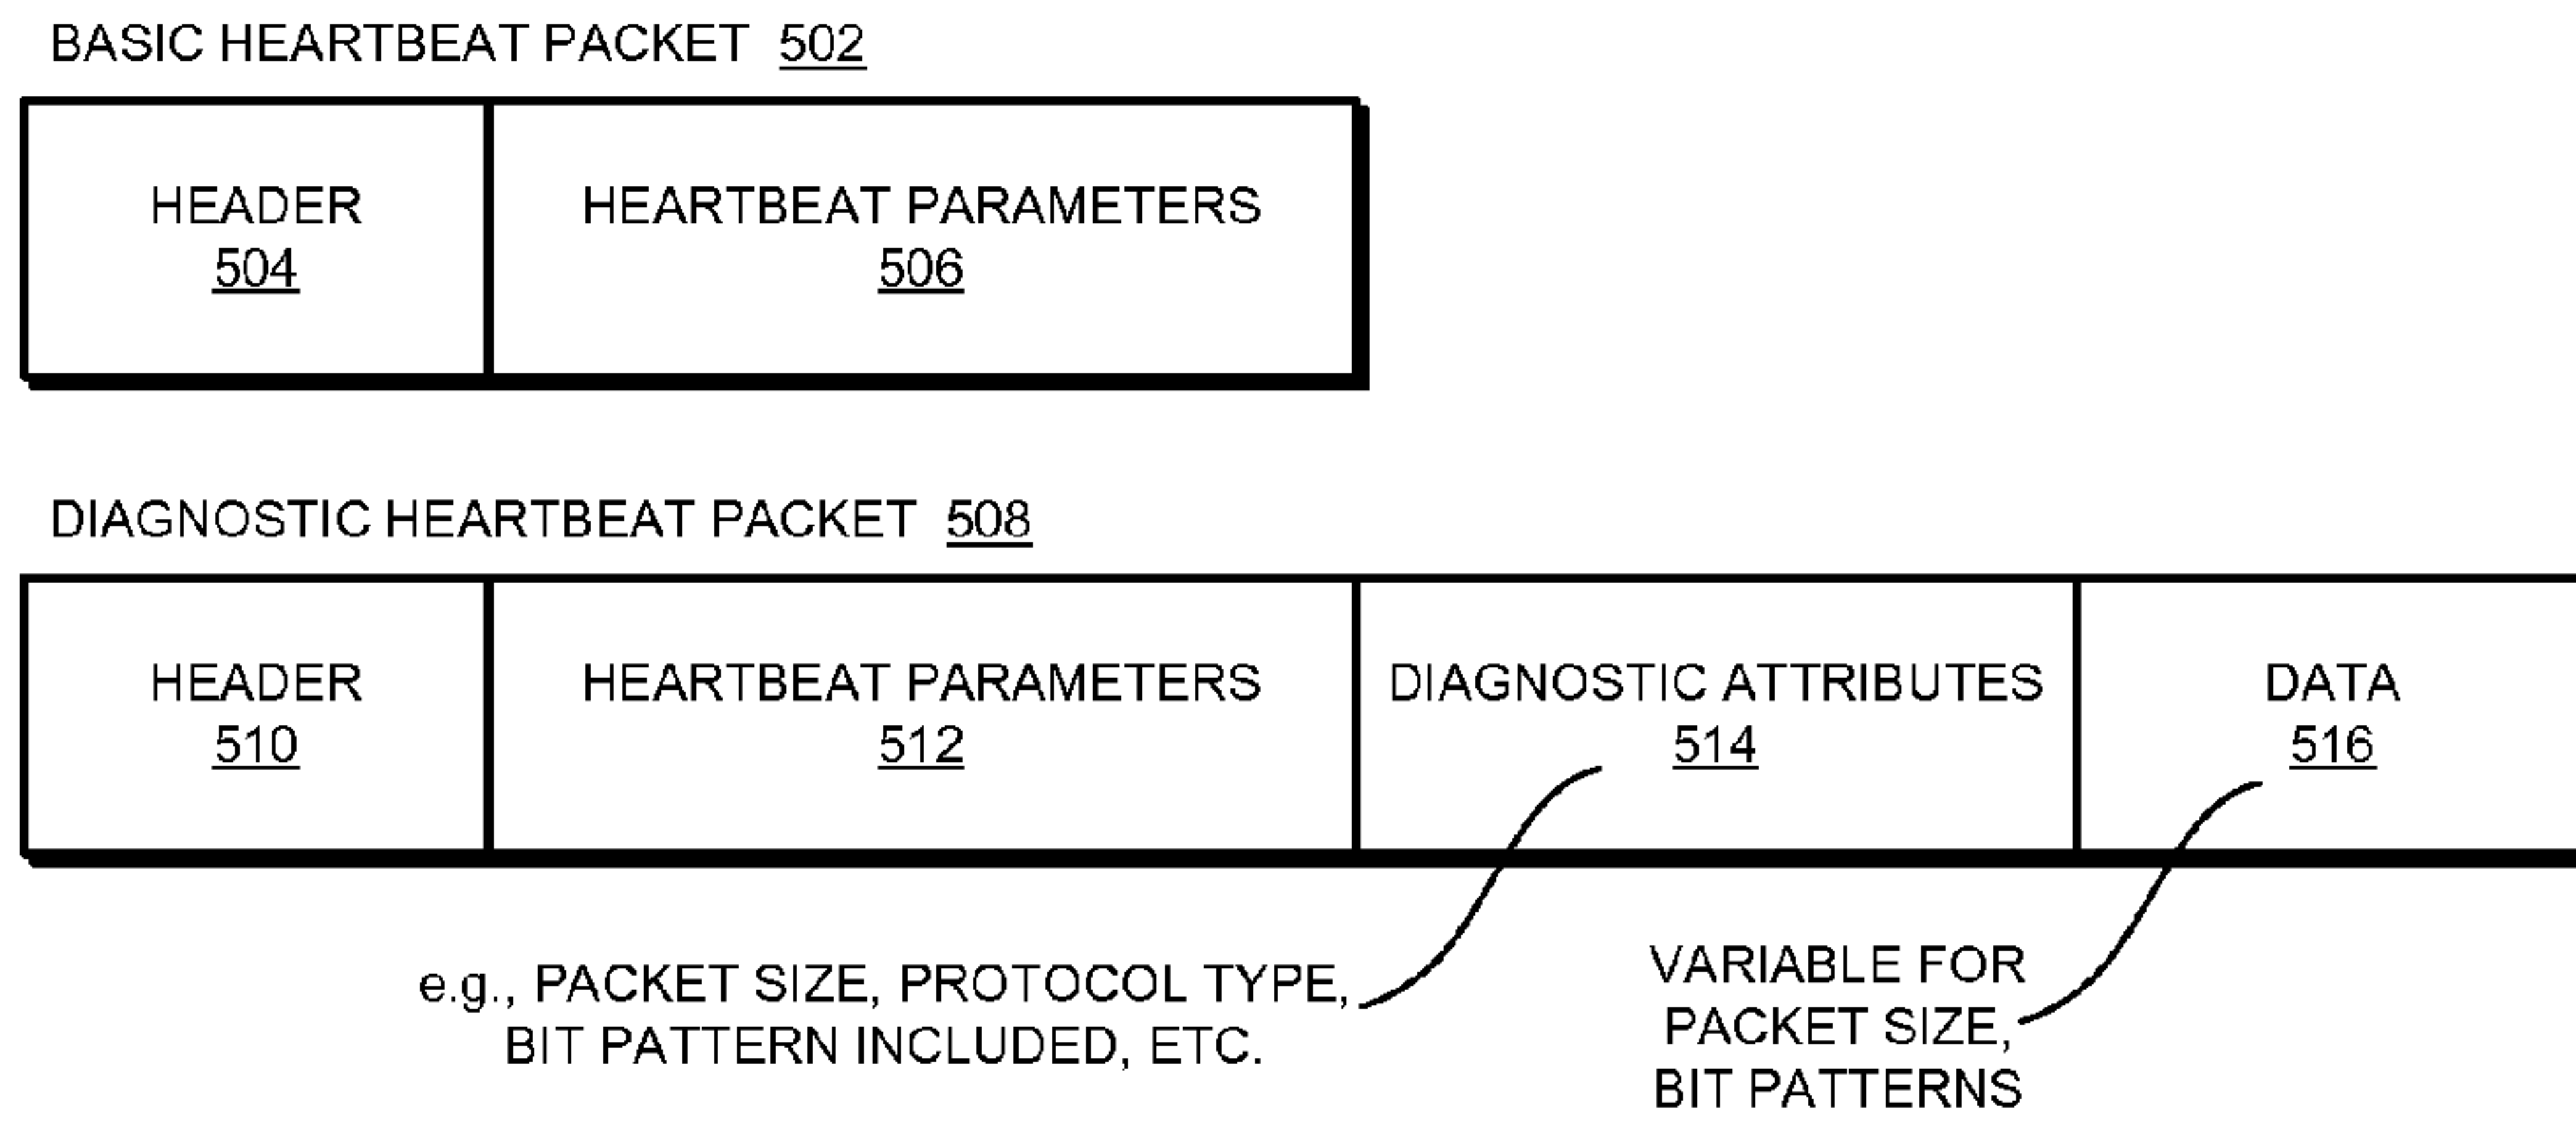 BASIC HEARTBEAT PACKET 502
HEADER
504
HEARTBEAT PARAMETERS
506
DIAGNOSTIC HEARTBEAT PACKET 508
HEADER
510
HEARTBEAT PARAMETERS
512
DIAGNOSTIC ATTRIBUTES
514
DATA
516
e.g., PACKET SIZE, PROTOCOL TYPE,
BIT PATTERN INCLUDED, ETC.
VARIABLE FOR
PACKET SIZE,
BIT PATTERNS